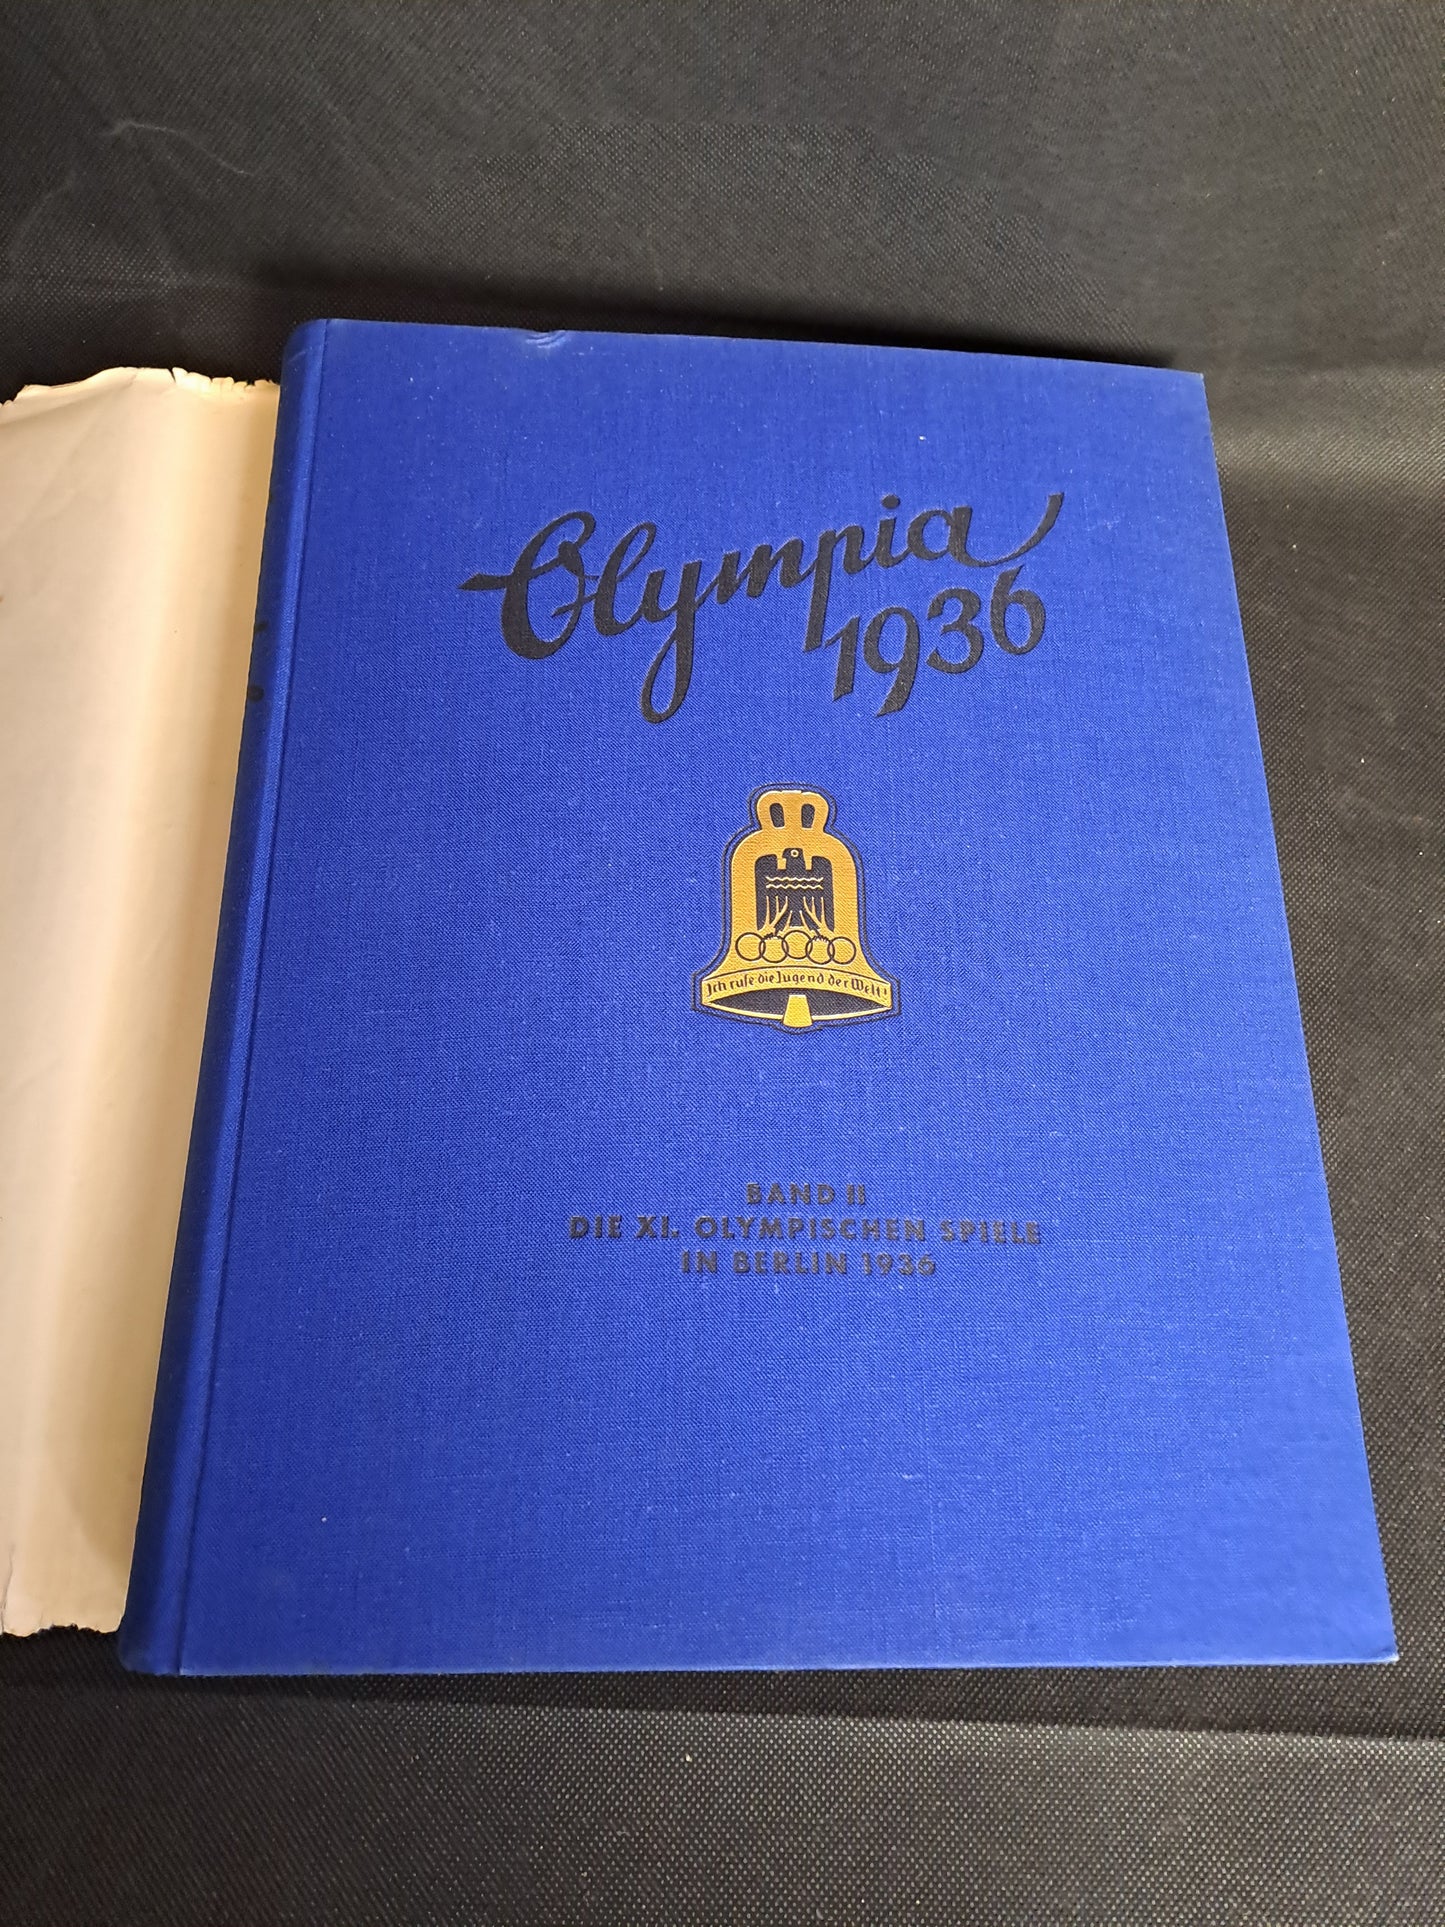 Olympia
1936
Ich rufe die Jugend der Welt!
BAND II
DIE XI. OLYMPISCHEN SPIELE
IN BERLIN 1936